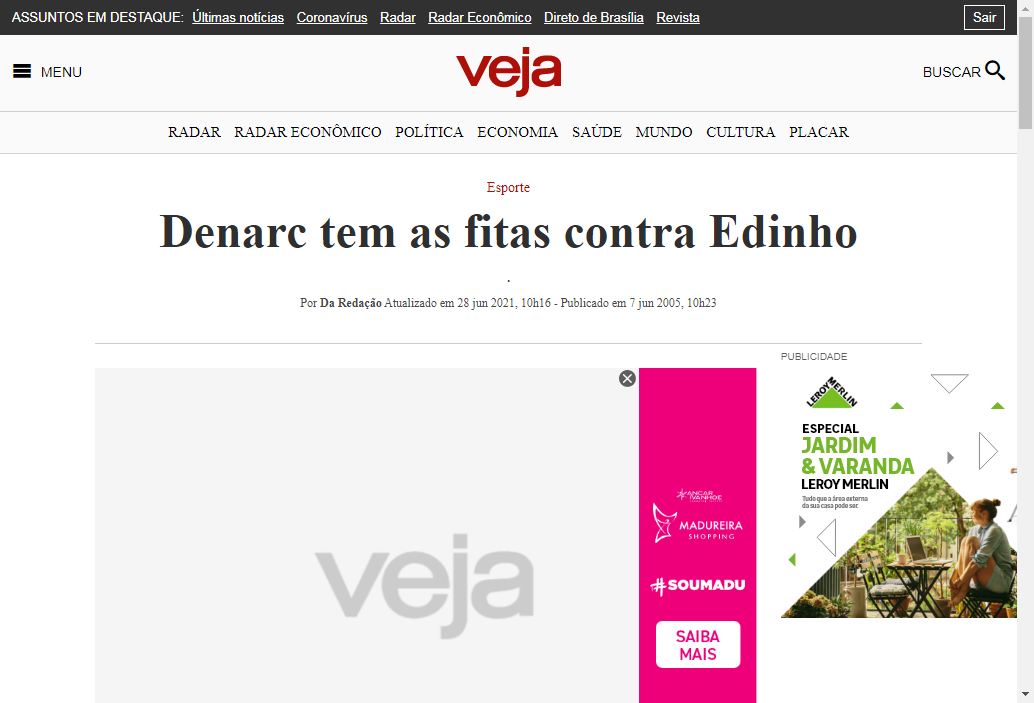 ASSUNTOS EM DESTAQUE: Últimas notícias Coronavírus Radar Radar Econômico Direto de Brasília Revista Sair
MENU
veja
BUSCAR
RADAR RADAR ECONÔMICO POLÍTICA ECONOMIA SAÚDE MUNDO CULTURA PLACAR
Esporte
Denarc tem as fitas contra Edinho
.
Por Da Redação Atualizado em 28 jun 2021, 10h16 - Publicado em 7 jun 2005, 10h23
PUBLICIDADE
veja
ANCAR
IVANHOE
MADUREIRA
SHOPPING
#SOUMADU
SAIBA
MAIS
LEROY MERLIN
ESPECIAL
JARDIM
& VARANDA
LEROY MERLIN
Tudo que a área externa
da sua casa pode ser.